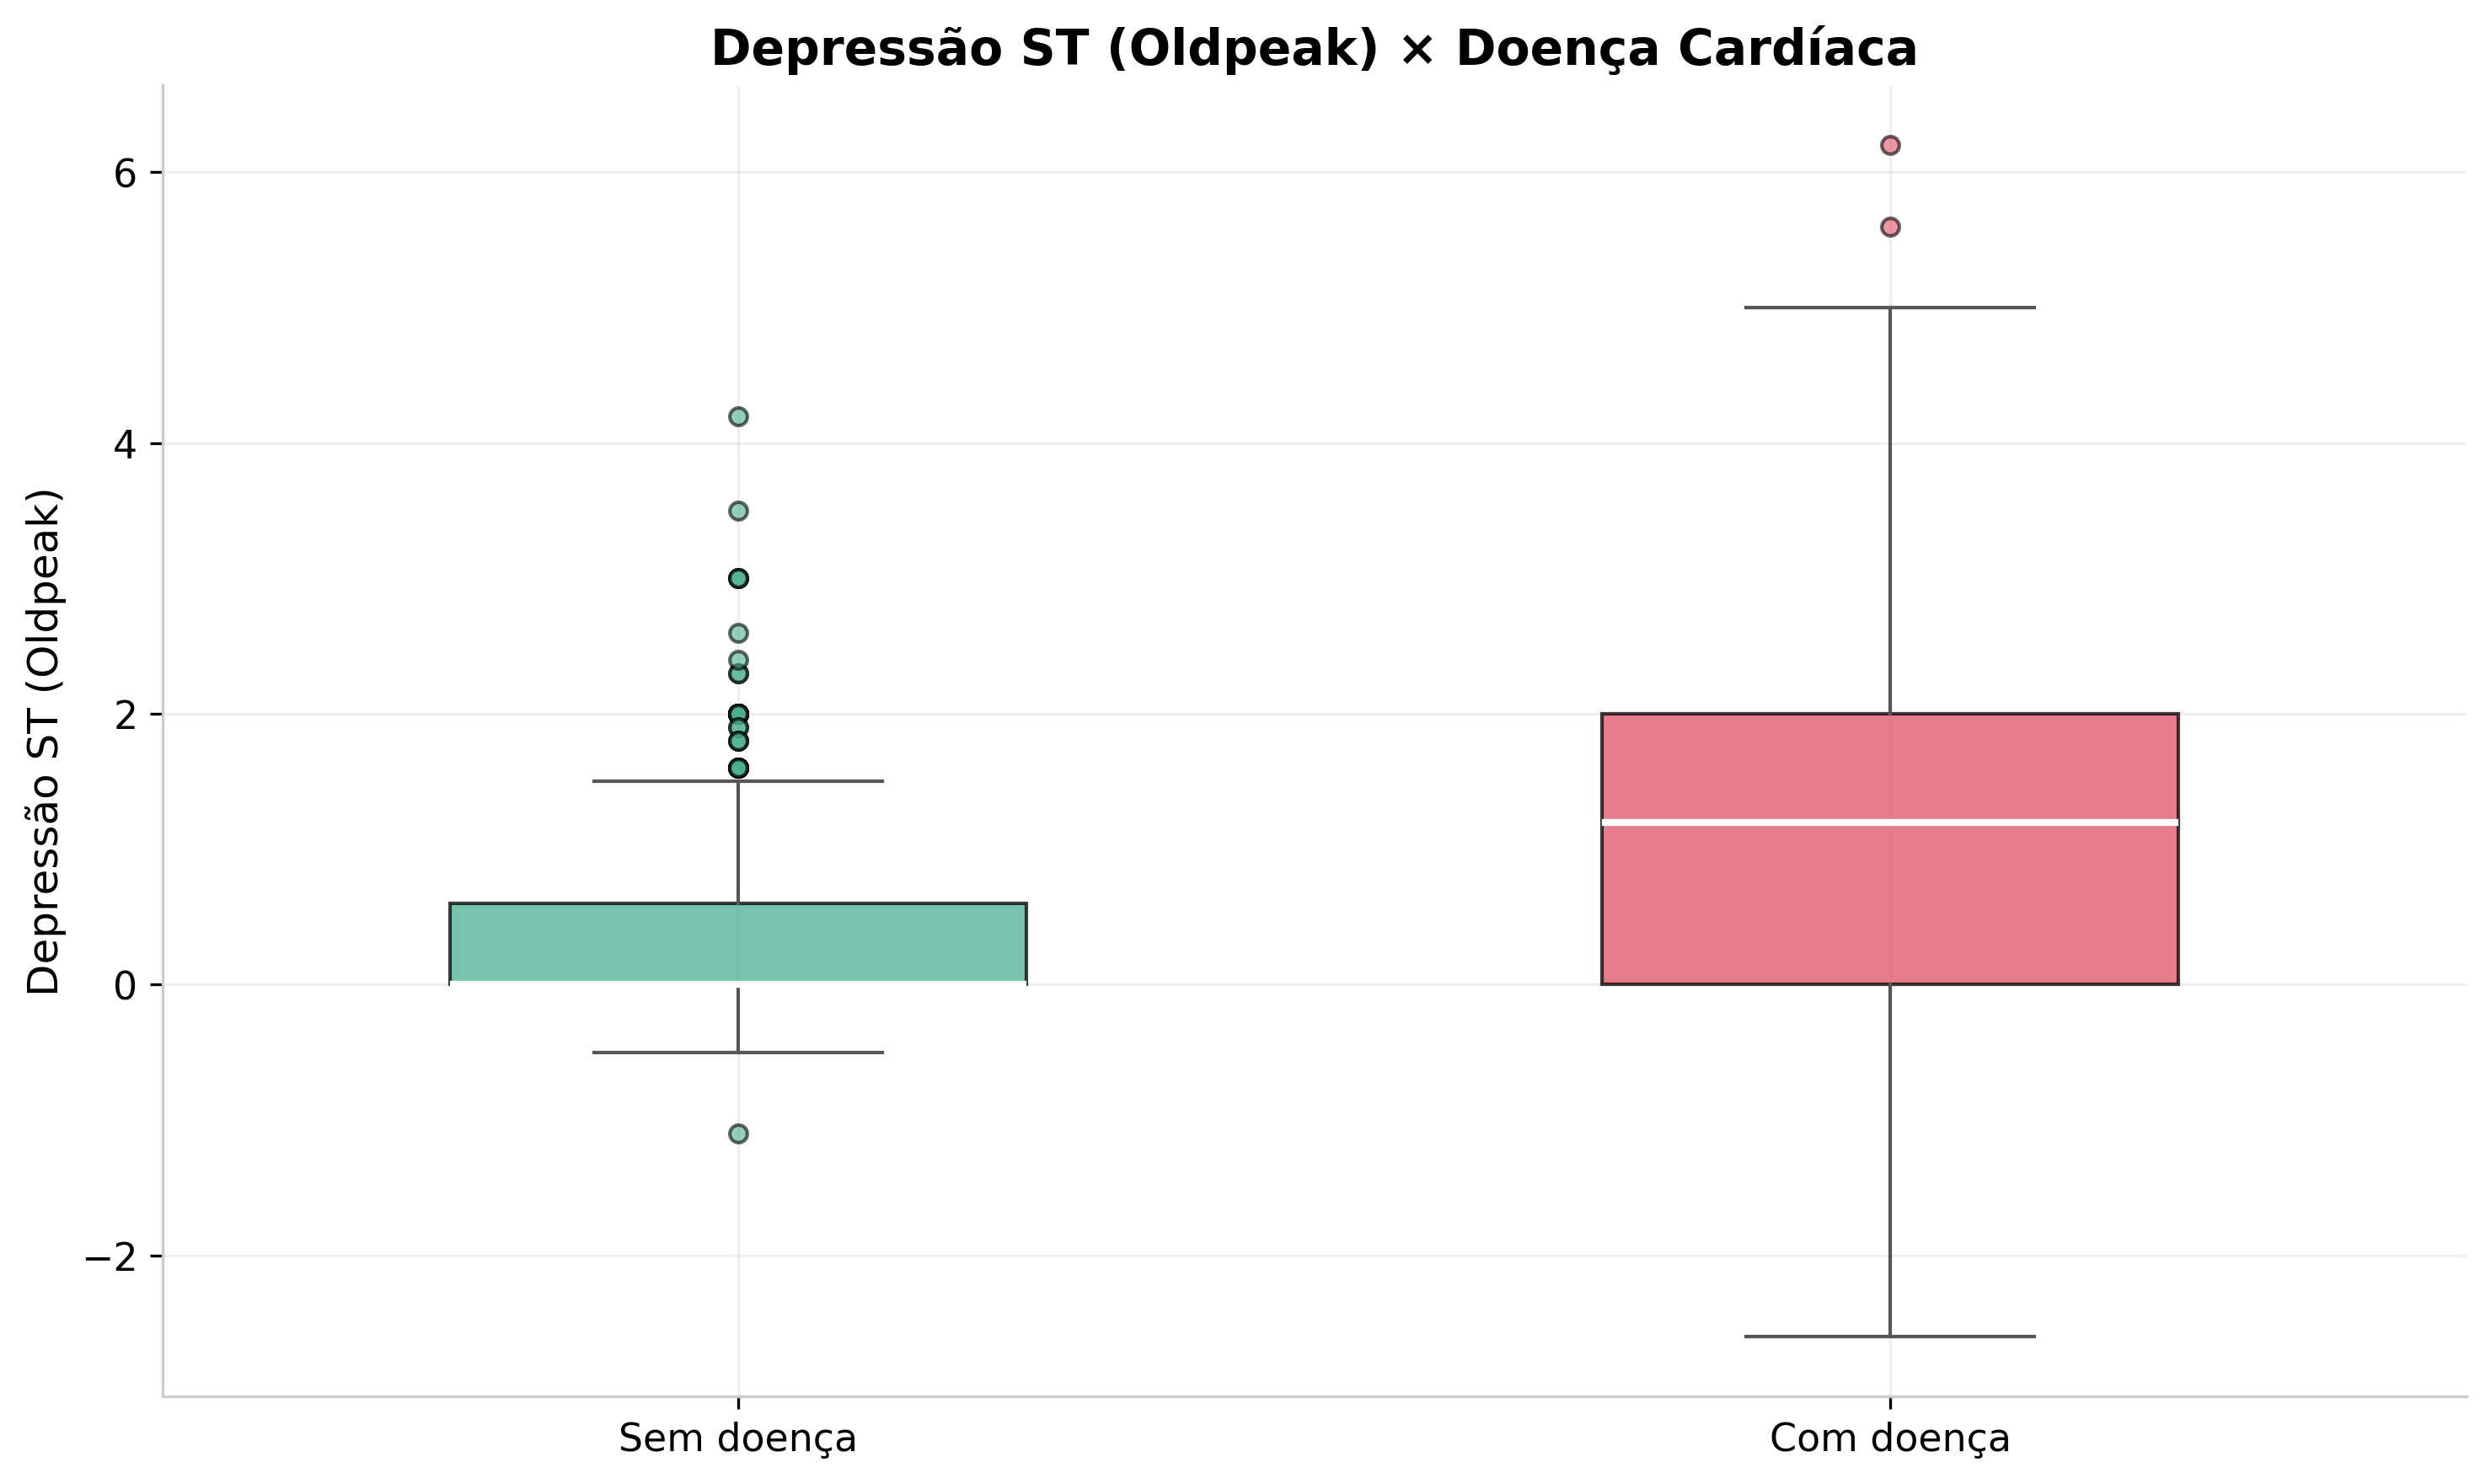 Depressão ST (Oldpeak) × Doença Cardíaca
Depressão ST (Oldpeak)
6
4
2
0
−2
Sem doença
Com doença